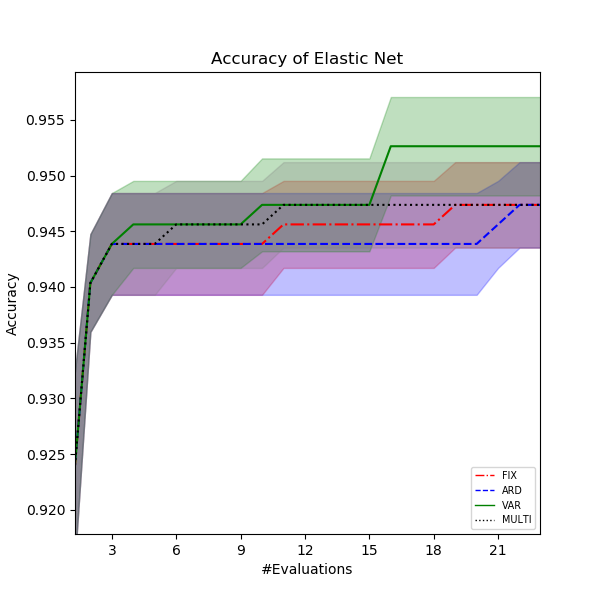 Accuracy of Elastic Net
0.955
0.950
0.945
0.940
0.935
0.930
0.925
0.920
Accuracy
3 6 9 12 15 18 21
#Evaluations
FIX
ARD
VAR
MULTI